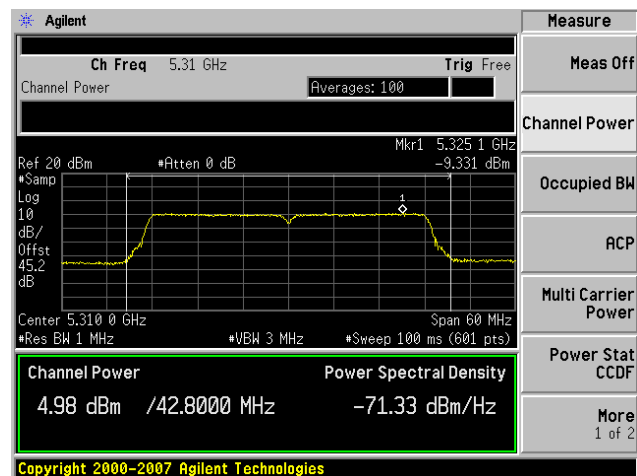 Agilent
Measure
Ch Freq 5.31 GHz Trig Free
Channel Power Averages: 100
Mkr1 5.325 1 GHz
Ref 20 dBm #Atten 0 dB -9.331 dBm
#Samp
Log
10
dB/
Offst
45.2
dB
1
Center 5.310 0 GHz Span 60 MHz
#Res BW 1 MHz #VBW 3 MHz #Sweep 100 ms (601 pts)
Channel Power Power Spectral Density
4.98 dBm /42.8000 MHz -71.33 dBm/Hz
Copyright 2000-2007 Agilent Technologies
Meas Off
Channel Power
Occupied BW
ACP
Multi Carrier
Power
Power Stat
CCDF
More
1 of 2